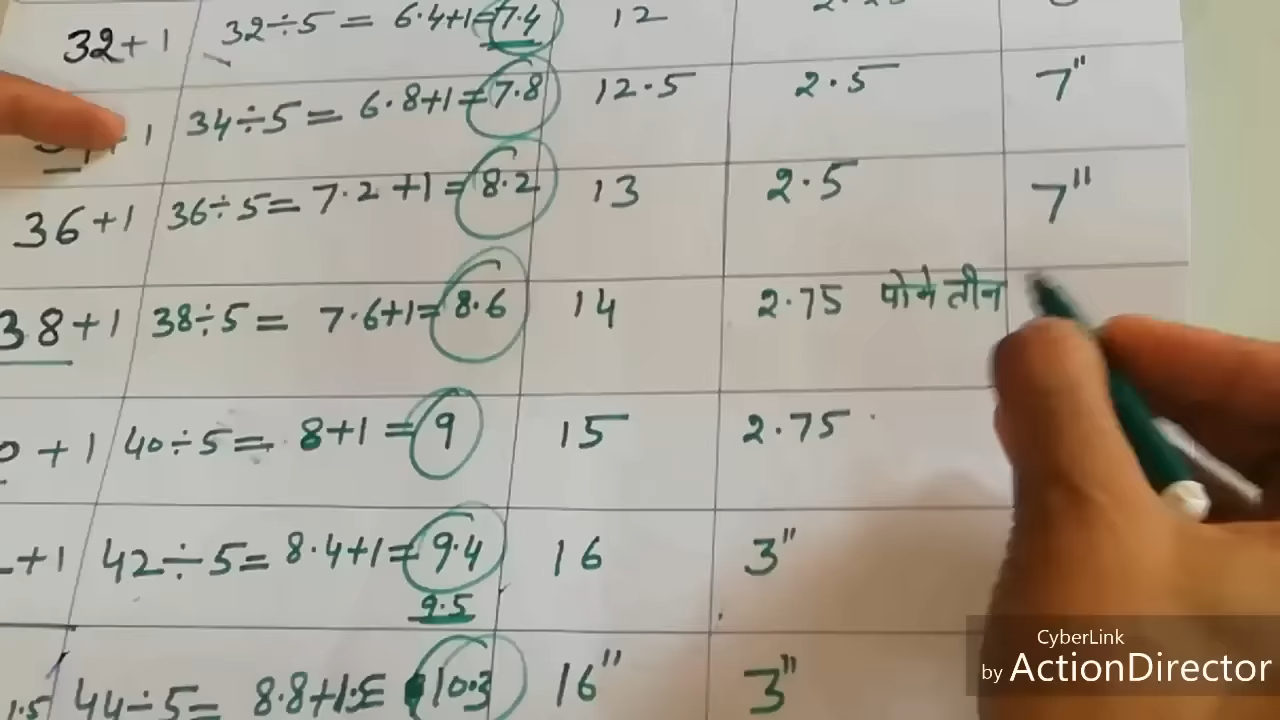 32+1 32÷5 = 6.4+1=7.4 12
1 34÷5 = 6.8+1=7.8 12.5 2.5 7"
36+1 36÷5= 7.2+1= 8.2 13 2.5 7"
38+1 38÷5= 7.6+1=8.6 14 2.75 पोने तीन
+1 40÷5= 8+1=9 15 2.75
+1 42÷5= 8.4+1=9.4 16 3"
9.5
1.5 44÷5= 8.8+1.5 10.3 16" 3"
CyberLink
by ActionDirector